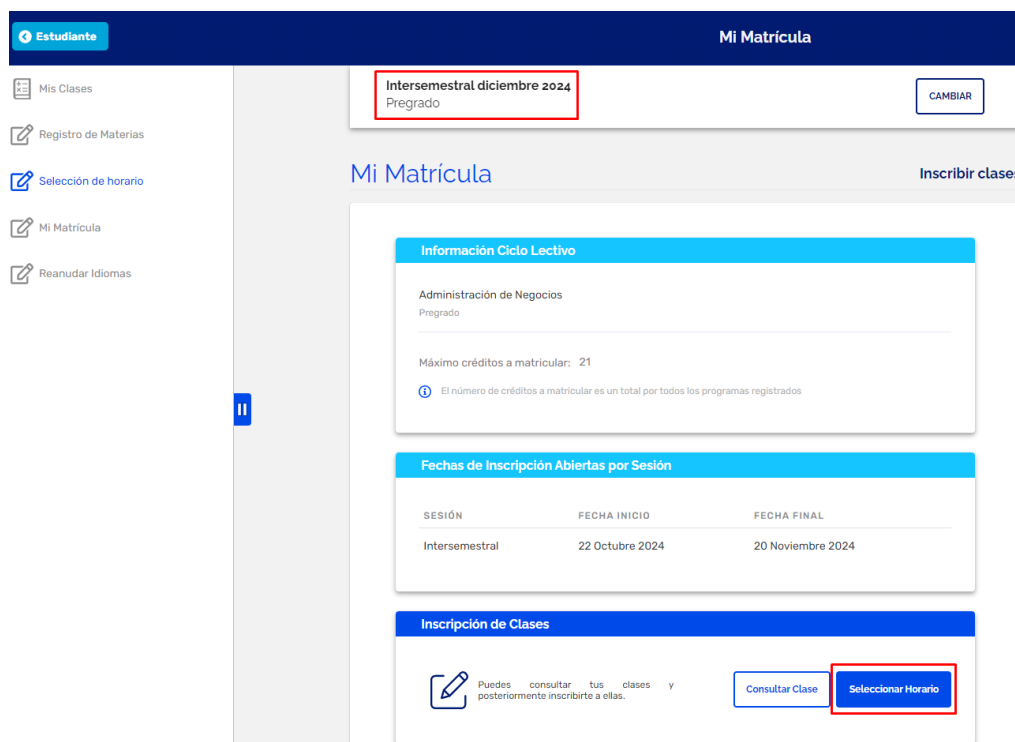 Estudiante
Mi Matrícula
Mis Clases
Registro de Materias
Selección de horario
Mi Matrícula
Reanudar Idiomas
Intersemestral diciembre 2024
Pregrado
CAMBIAR
Mi Matrícula
Inscribir clases
Información Ciclo Lectivo
Administración de Negocios
Pregrado
Máximo créditos a matricular: 21
El número de créditos a matricular es un total por todos los programas registrados
Fechas de Inscripción Abiertas por Sesión
SESIÓN FECHA INICIO FECHA FINAL
Intersemestral 22 Octubre 2024 20 Noviembre 2024
Inscripción de Clases
Puedes consultar tus clases y
posteriormente inscribirte a ellas.
Consultar Clase
Seleccionar Horario